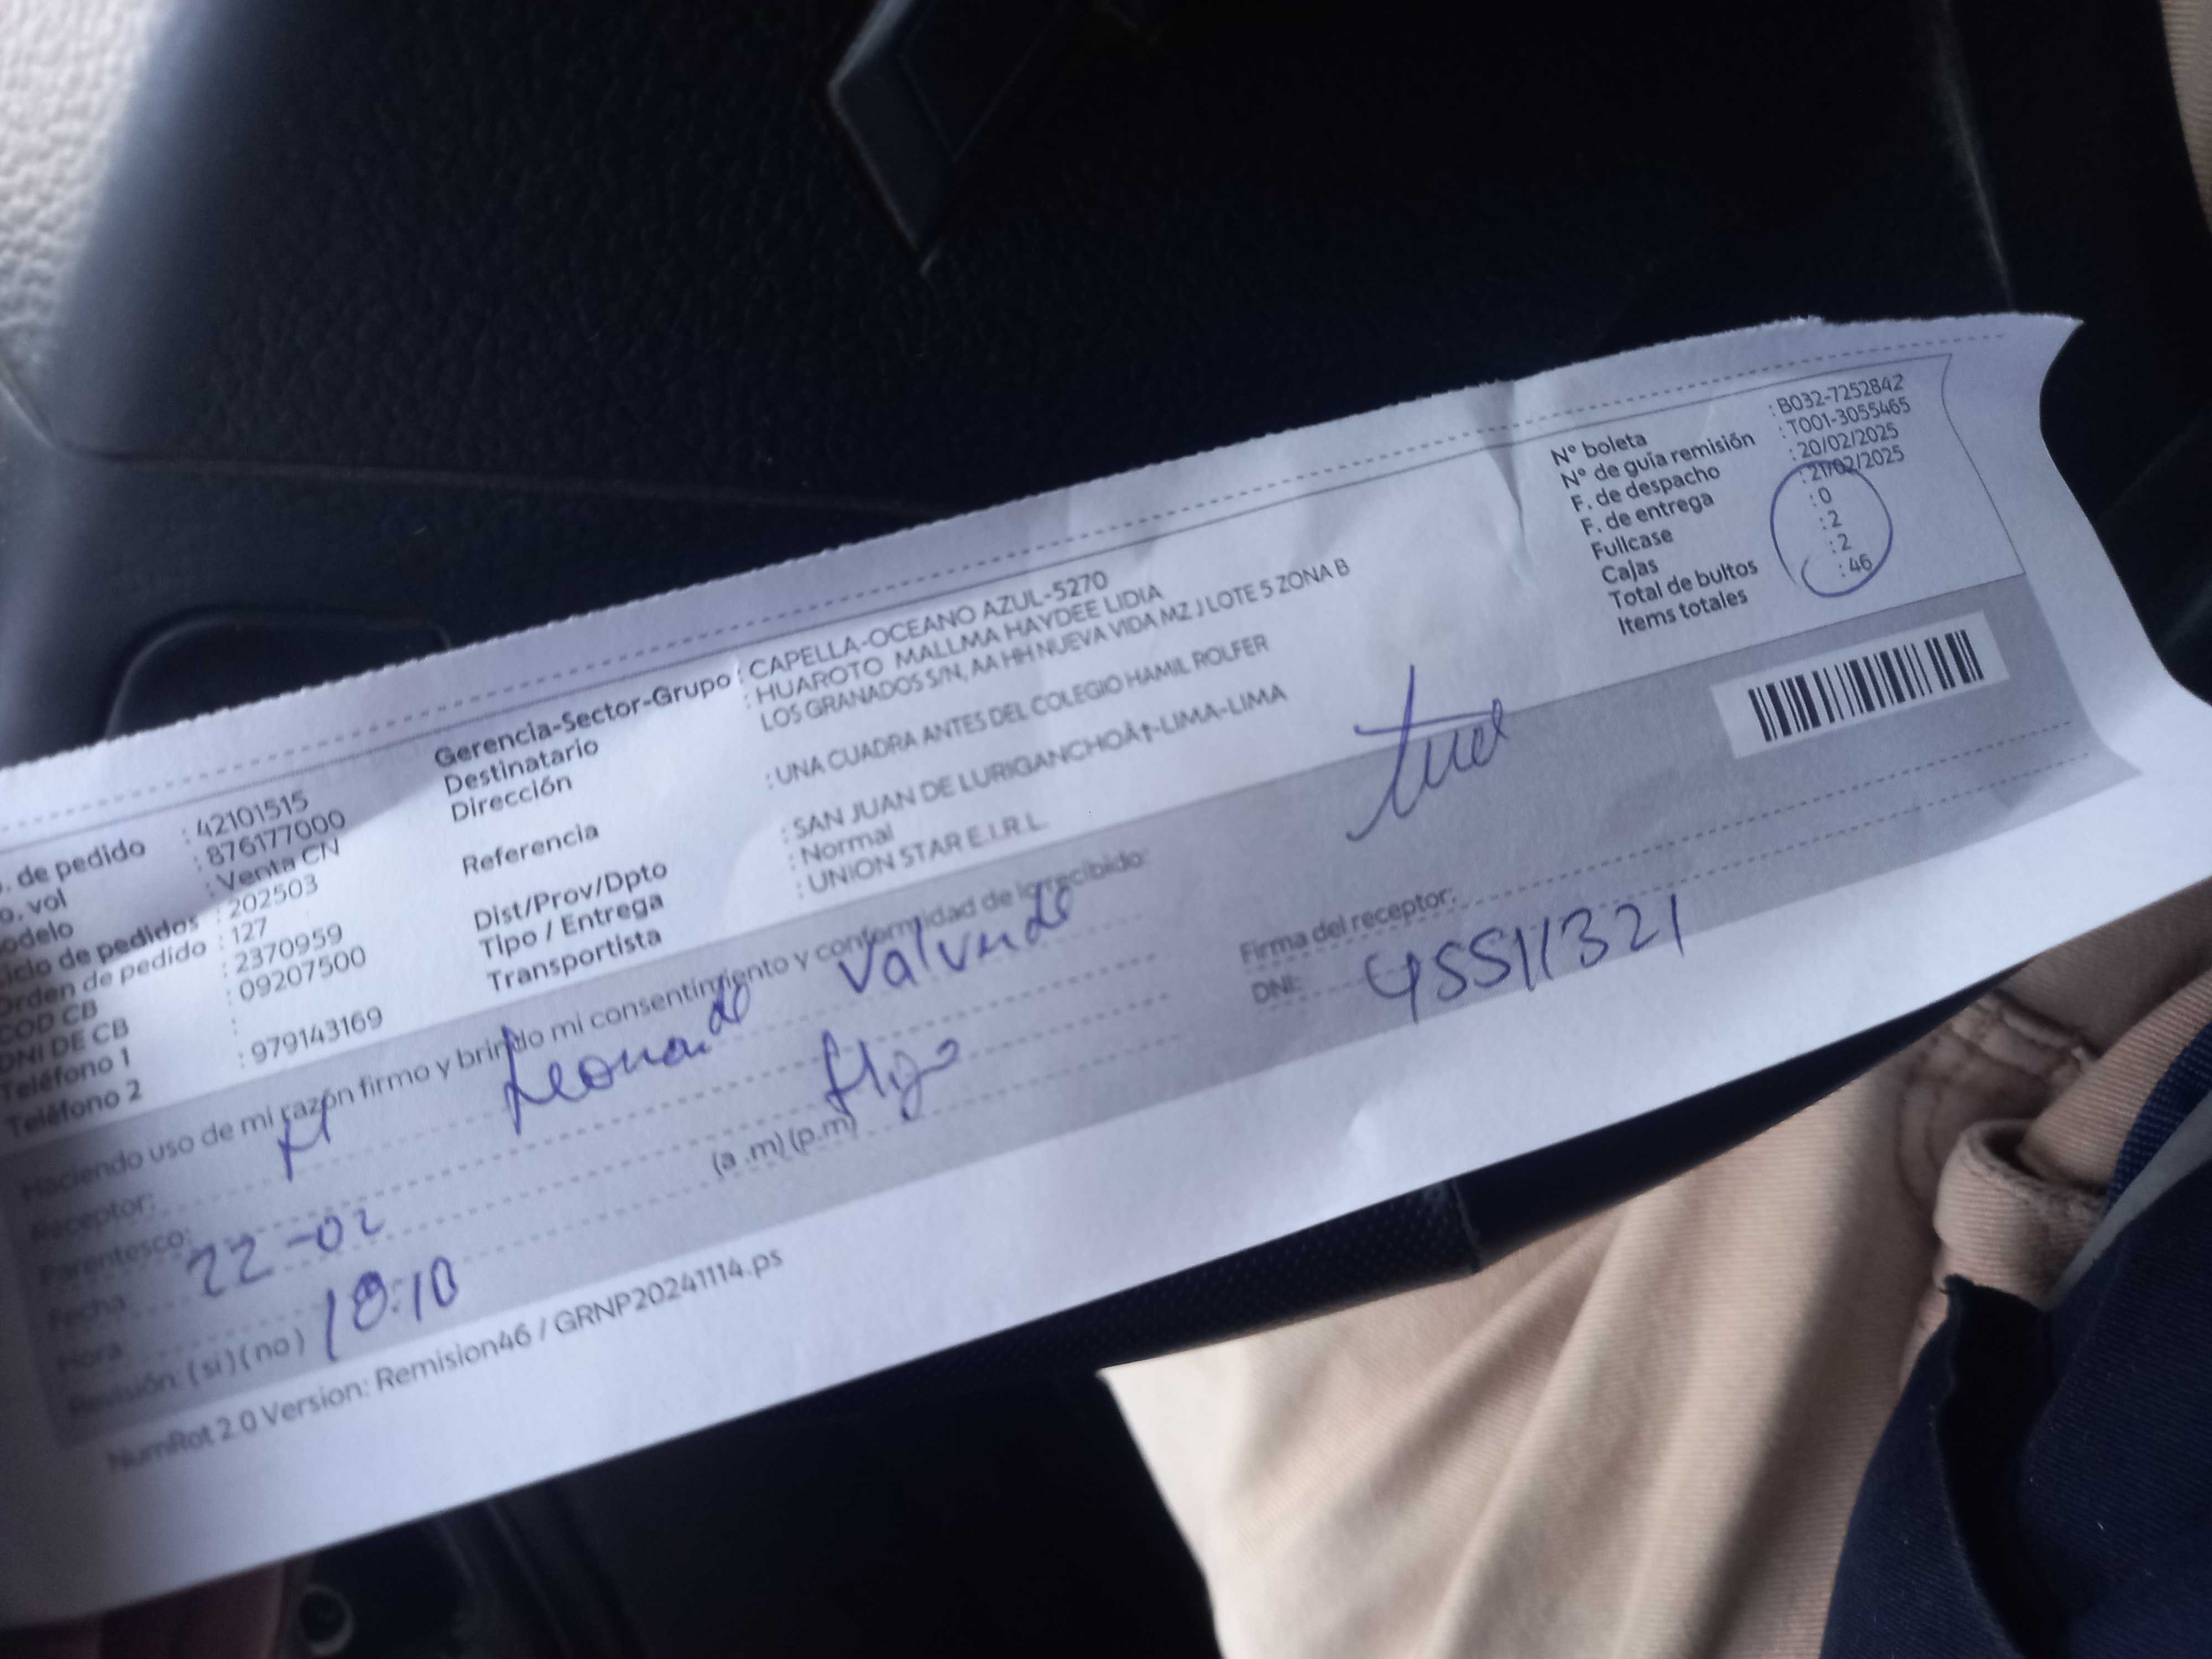 . de pedido : 42101515
o. vol : 876177000
odelo : Venta CN
iclo de pedidos : 202503
Orden de pedido : 127
COD CB : 2370959
DNI DE CB : 09207500
Teléfono 1 :
Teléfono 2 : 979143169
Gerencia-Sector-Grupo : CAPELLA-OCEANO AZUL-5270
Destinatario : HUAROTO MALLMA HAYDEE LIDIA
Dirección LOS GRANADOS S/N, AA HH NUEVA VIDA MZ J LOTE 5 ZONA B
Referencia : UNA CUADRA ANTES DEL COLEGIO HAMIL ROLFER
Dist/Prov/Dpto : SAN JUAN DE LURIGANCHOÂ†-LIMA-LIMA
Tipo / Entrega : Normal
Transportista : UNION STAR E.I.R.L.
N° boleta : B032-7252842
N° de guía remisión : T001-3055465
F. de despacho : 20/02/2025
F. de entrega : 21/02/2025
Fullcase : 0
Cajas : 2
Total de bultos : 2
Items totales : 46
Haciendo uso de mi razón firmo y brindo mi consentimiento y conformidad de lo recibido:
Receptor: Leonardo Valverde
Parentesco: Hijo
Fecha: 22-02
Hora: 10:10 (a .m) (p.m)
Revisión: (si) (no)
Firma del receptor:
DNI: 45511321
NumRot 2.0 Version: Remision46 / GRNP20241114.ps